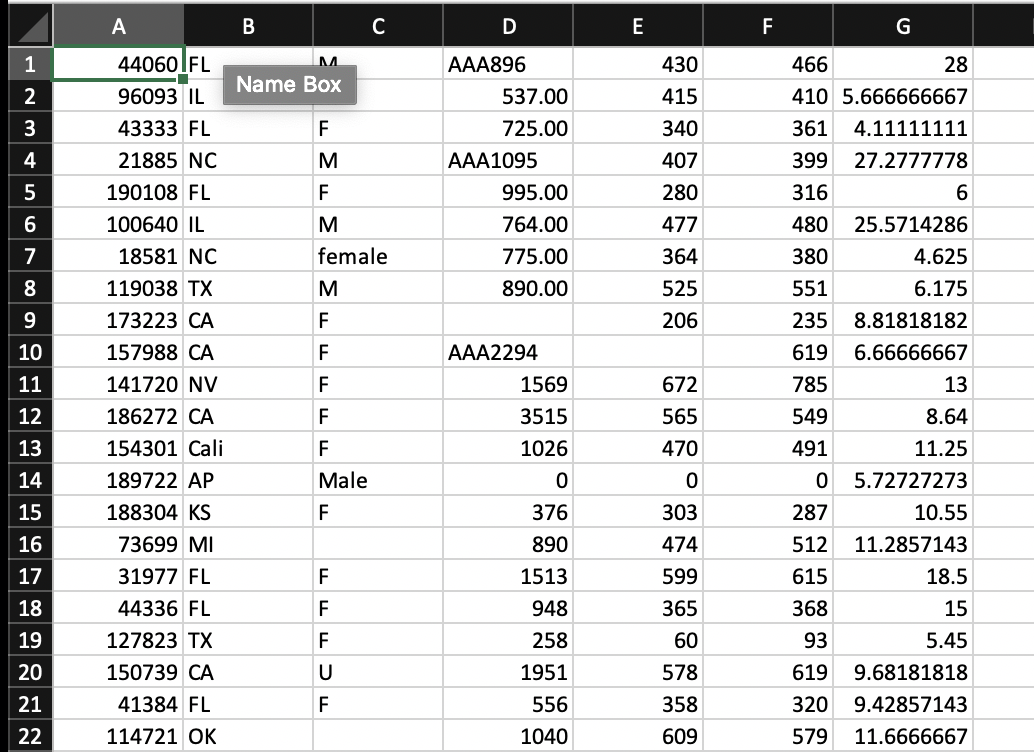 A B C D E F G
1 44060 FL M AAA896 430 466 28
Name Box
2 96093 IL 537.00 415 410 5.666666667
3 43333 FL F 725.00 340 361 4.11111111
4 21885 NC M AAA1095 407 399 27.2777778
5 190108 FL F 995.00 280 316 6
6 100640 IL M 764.00 477 480 25.5714286
7 18581 NC female 775.00 364 380 4.625
8 119038 TX M 890.00 525 551 6.175
9 173223 CA F 206 235 8.81818182
10 157988 CA F AAA2294 619 6.66666667
11 141720 NV F 1569 672 785 13
12 186272 CA F 3515 565 549 8.64
13 154301 Cali F 1026 470 491 11.25
14 189722 AP Male 0 0 0 5.72727273
15 188304 KS F 376 303 287 10.55
16 73699 MI 890 474 512 11.2857143
17 31977 FL F 1513 599 615 18.5
18 44336 FL F 948 365 368 15
19 127823 TX F 258 60 93 5.45
20 150739 CA U 1951 578 619 9.68181818
21 41384 FL F 556 358 320 9.42857143
22 114721 OK 1040 609 579 11.6666667